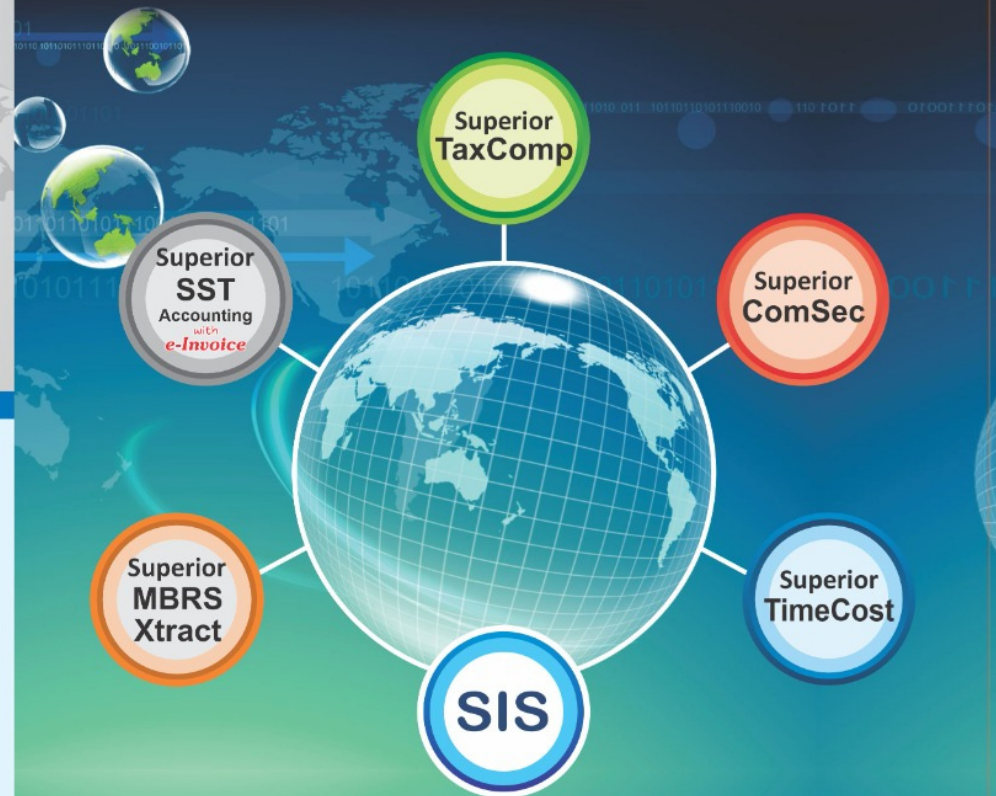 Superior
TaxComp
Superior
SST
Accounting
with
e-Invoice
Superior
ComSec
Superior
MBRS
Xtract
Superior
TimeCost
SIS